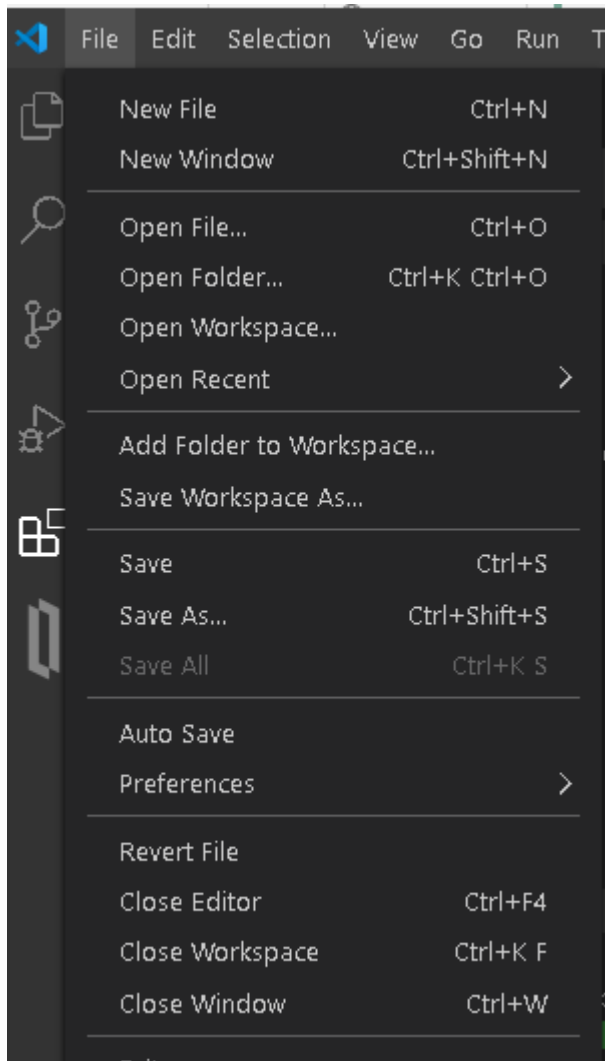 File Edit Selection View Go Run T
New File Ctrl+N
New Window Ctrl+Shift+N
Open File... Ctrl+O
Open Folder... Ctrl+K Ctrl+O
Open Workspace...
Open Recent
Add Folder to Workspace...
Save Workspace As...
Save Ctrl+S
Save As... Ctrl+Shift+S
Save All Ctrl+K S
Auto Save
Preferences
Revert File
Close Editor Ctrl+F4
Close Workspace Ctrl+K F
Close Window Ctrl+W